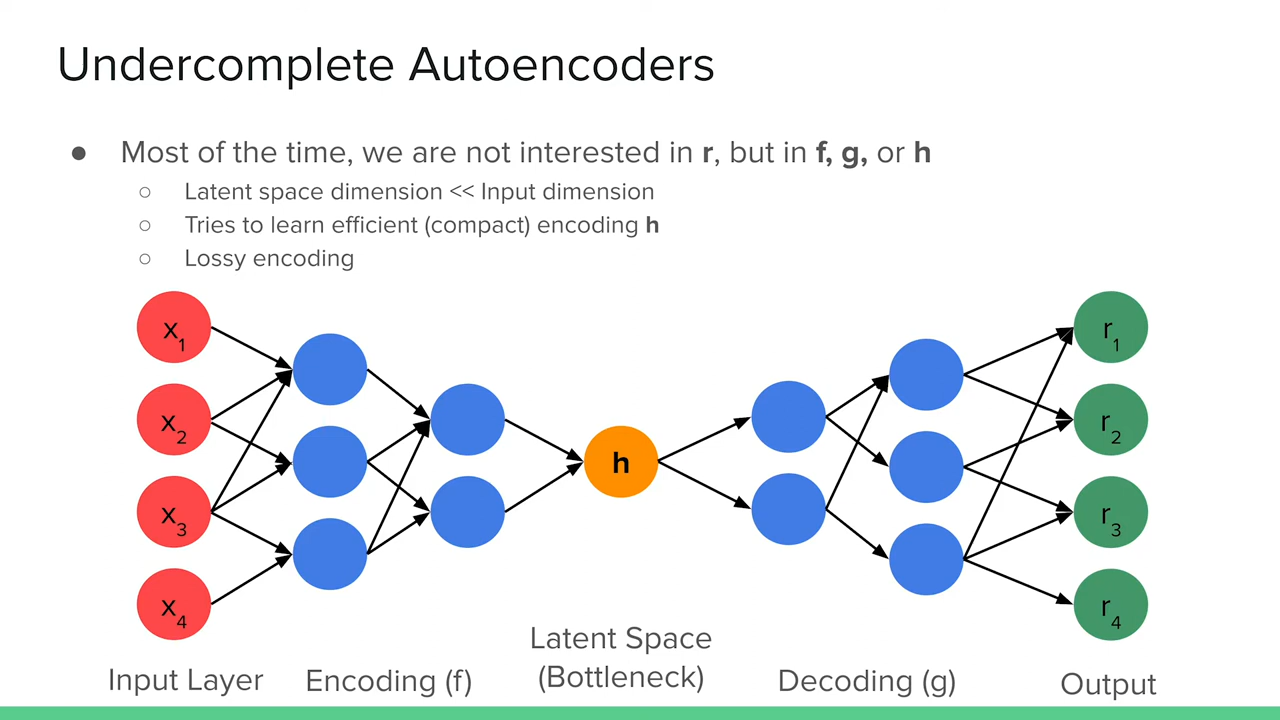 Undercomplete Autoencoders
● Most of the time, we are not interested in r, but in f, g, or h
○ Latent space dimension << Input dimension
○ Tries to learn efficient (compact) encoding h
○ Lossy encoding
x1
x2
x3
x4
h
r1
r2
r3
r4
Input Layer
Encoding (f)
Latent Space
(Bottleneck)
Decoding (g)
Output